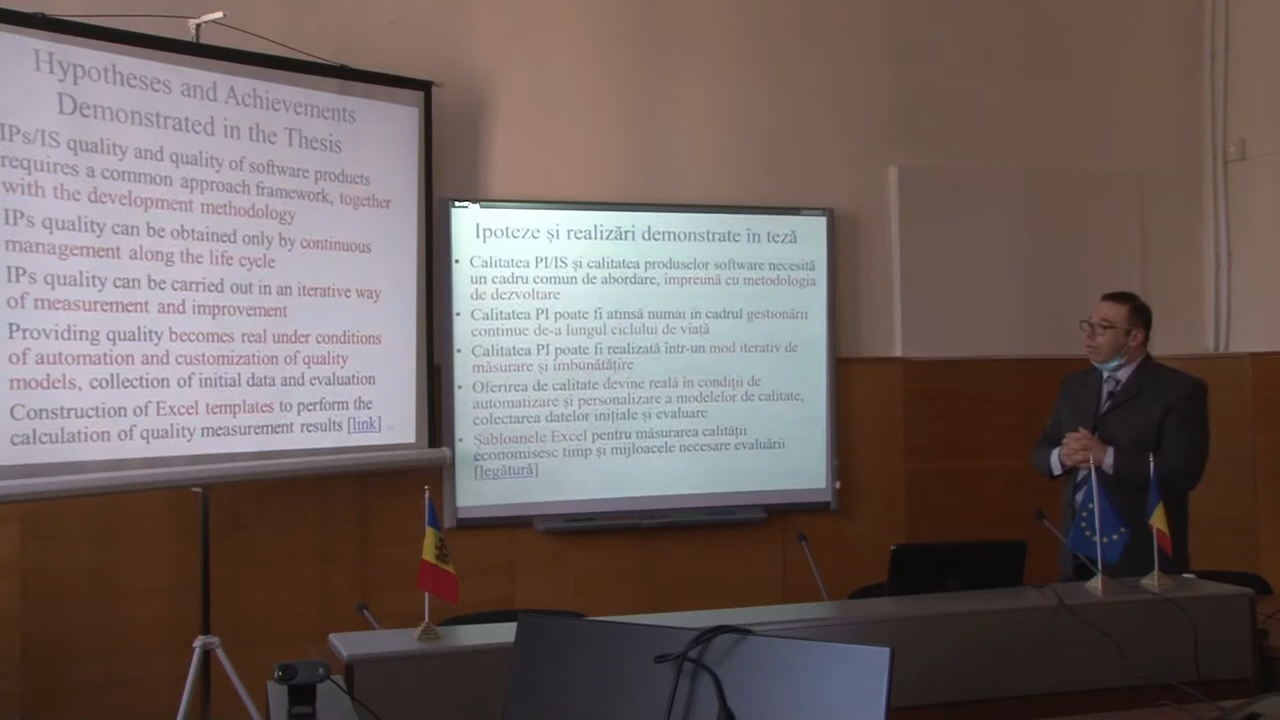 Hypotheses and Achievements
Demonstrated in the Thesis
IPs/IS quality and quality of software products
requires a common approach framework, together
with the development methodology
IPs quality can be obtained only by continuous
management along the life cycle
IPs quality can be carried out in an iterative way
of measurement and improvement
Providing quality becomes real under conditions
of automation and customization of quality
models, collection of initial data and evaluation
Construction of Excel templates to perform the
calculation of quality measurement results [link]
Ipoteze și realizări demonstrate în teză
• Calitatea PI/IS și calitatea produselor software necesită
un cadru comun de abordare, împreună cu metodologia
de dezvoltare
• Calitatea PI poate fi atinsă numai în cadrul gestionării
continue de-a lungul ciclului de viață
• Calitatea PI poate fi realizată într-un mod iterativ de
măsurare și îmbunătățire
• Oferirea de calitate devine reală în condiții de
automatizare și personalizare a modelelor de calitate,
colectarea datelor inițiale și evaluare
• Șabloanele Excel pentru măsurarea calității
economisesc timp și mijloacele necesare evaluării
[legătură]